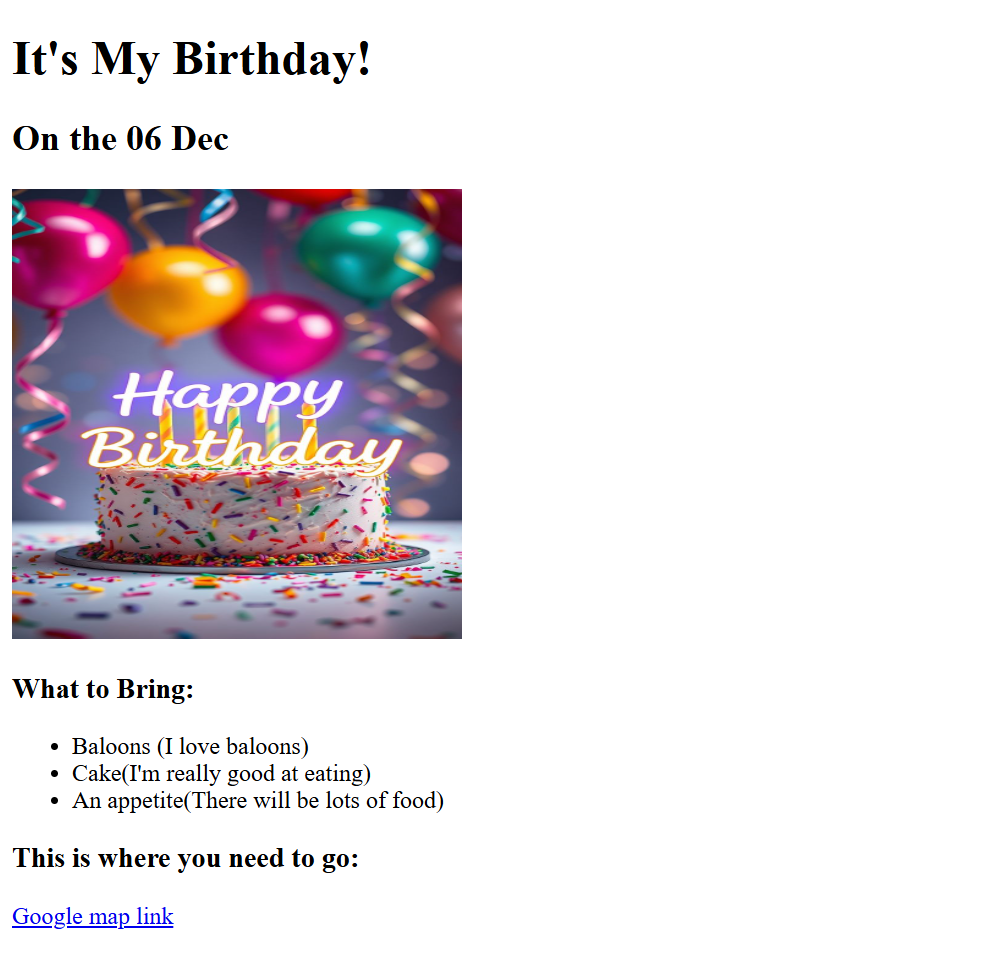 It's My Birthday!
On the 06 Dec
Happy
Birthday
What to Bring:
Baloons (I love baloons)
Cake(I'm really good at eating)
An appetite(There will be lots of food)
This is where you need to go:
Google map link